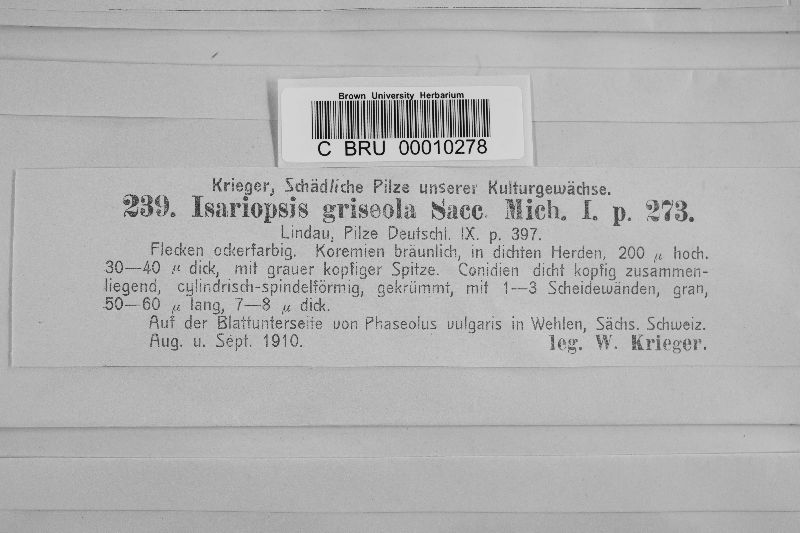 Brown University Herbarium
C BRU 00010278
Krieger, Schädliche Pilze unserer Kulturgewächse.
239. Isariopsis griseola Sacc. Mich. I. p. 273.
Lindau, Pilze Deutschl. IX. p. 397.
Flecken ockerfarbig. Koremien bräunlich, in dichten Herden, 200 μ hoch.
30—40 μ dick, mit grauer kopfiger Spitze. Conidien dicht kopfig zusammen-
liegend, cylindrisch-spindelförmig, gekrümmt, mit 1—3 Scheidewänden, grau,
50—60 μ lang, 7—8 μ dick.
Auf der Blattunterseite von Phaseolus vulgaris in Wehlen, Sächs. Schweiz.
Aug. u. Sept. 1910. leg. W. Krieger.